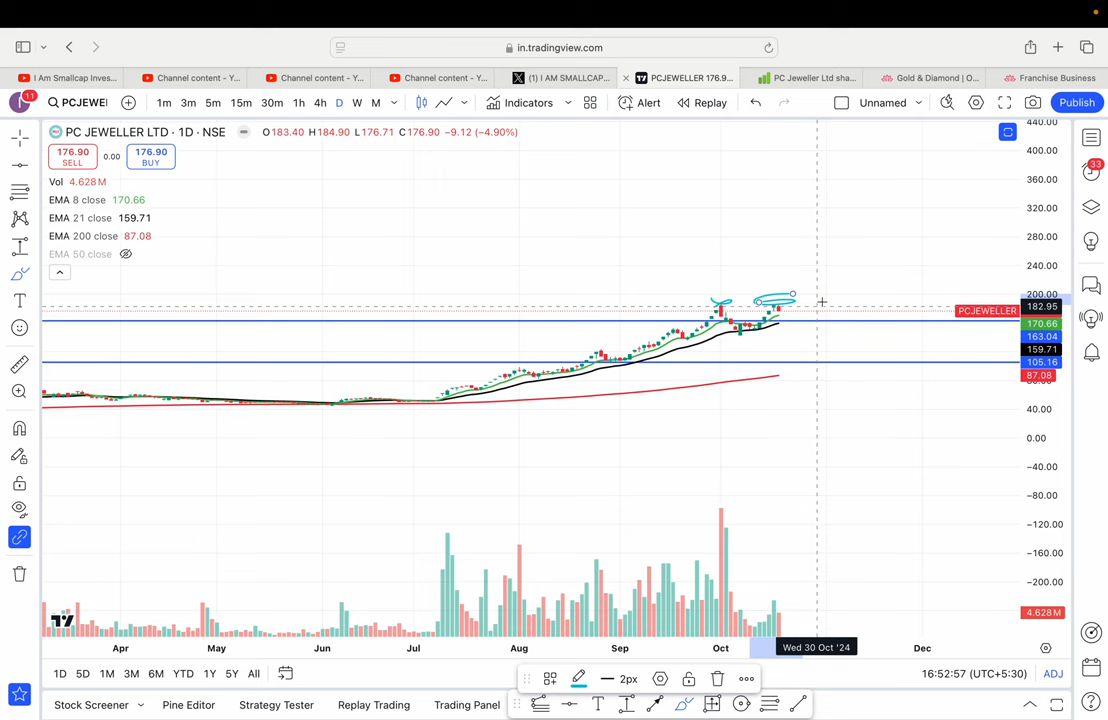 in.tradingview.com
I Am Smallcap Inves...
Channel content - Y...
Channel content - Y...
Channel content - Y...
(1) I AM SMALLCAP...
PCJEWELLER 176.9...
PC Jeweller Ltd sha...
Gold & Diamond | O...
Franchise Business
11
PCJEWE
1m 3m 5m 15m 30m 1h 4h D W M
Indicators
Alert
Replay
Unnamed
Publish
PC JEWELLER LTD · 1D · NSE
O183.40 H184.90 L176.71 C176.90 −9.12 (−4.90%)
176.90
SELL
0.00
176.90
BUY
Vol 4.628M
EMA 8 close 170.66
EMA 21 close 159.71
EMA 200 close 87.08
EMA 50 close
440.00
400.00
360.00
320.00
280.00
240.00
200.00
PCJEWELLER
182.95
170.66
163.04
159.71
105.16
87.08
40.00
0.00
−40.00
−80.00
−120.00
−160.00
−200.00
4.628M
33
Apr May Jun Jul Aug Sep Oct Wed 30 Oct '24 Dec
1D 5D 1M 3M 6M YTD 1Y 5Y All
2px
16:52:57 (UTC+5:30) ADJ
Stock Screener
Pine Editor
Strategy Tester
Replay Trading
Trading Panel